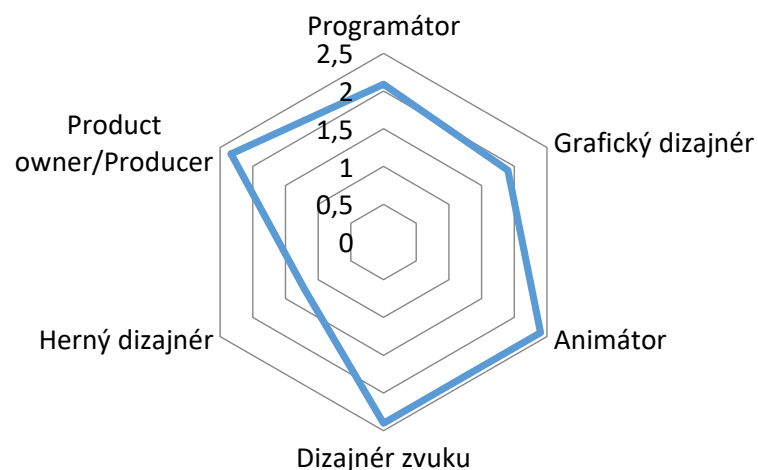 Programátor
2,5
2
1,5
1
0,5
0
Grafický dizajnér
Animátor
Dizajnér zvuku
Herný dizajnér
Product
owner/Producer